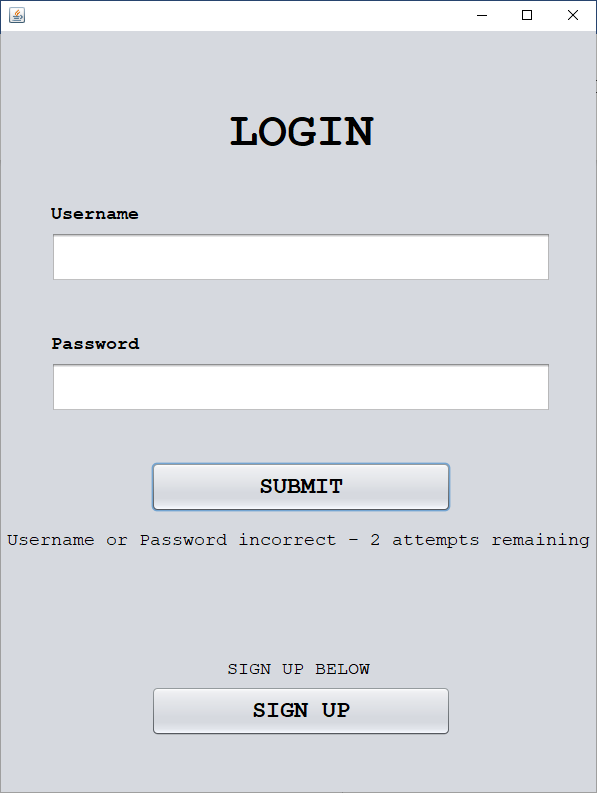 LOGIN
Username
Password
SUBMIT
Username or Password incorrect - 2 attempts remaining
SIGN UP BELOW
SIGN UP